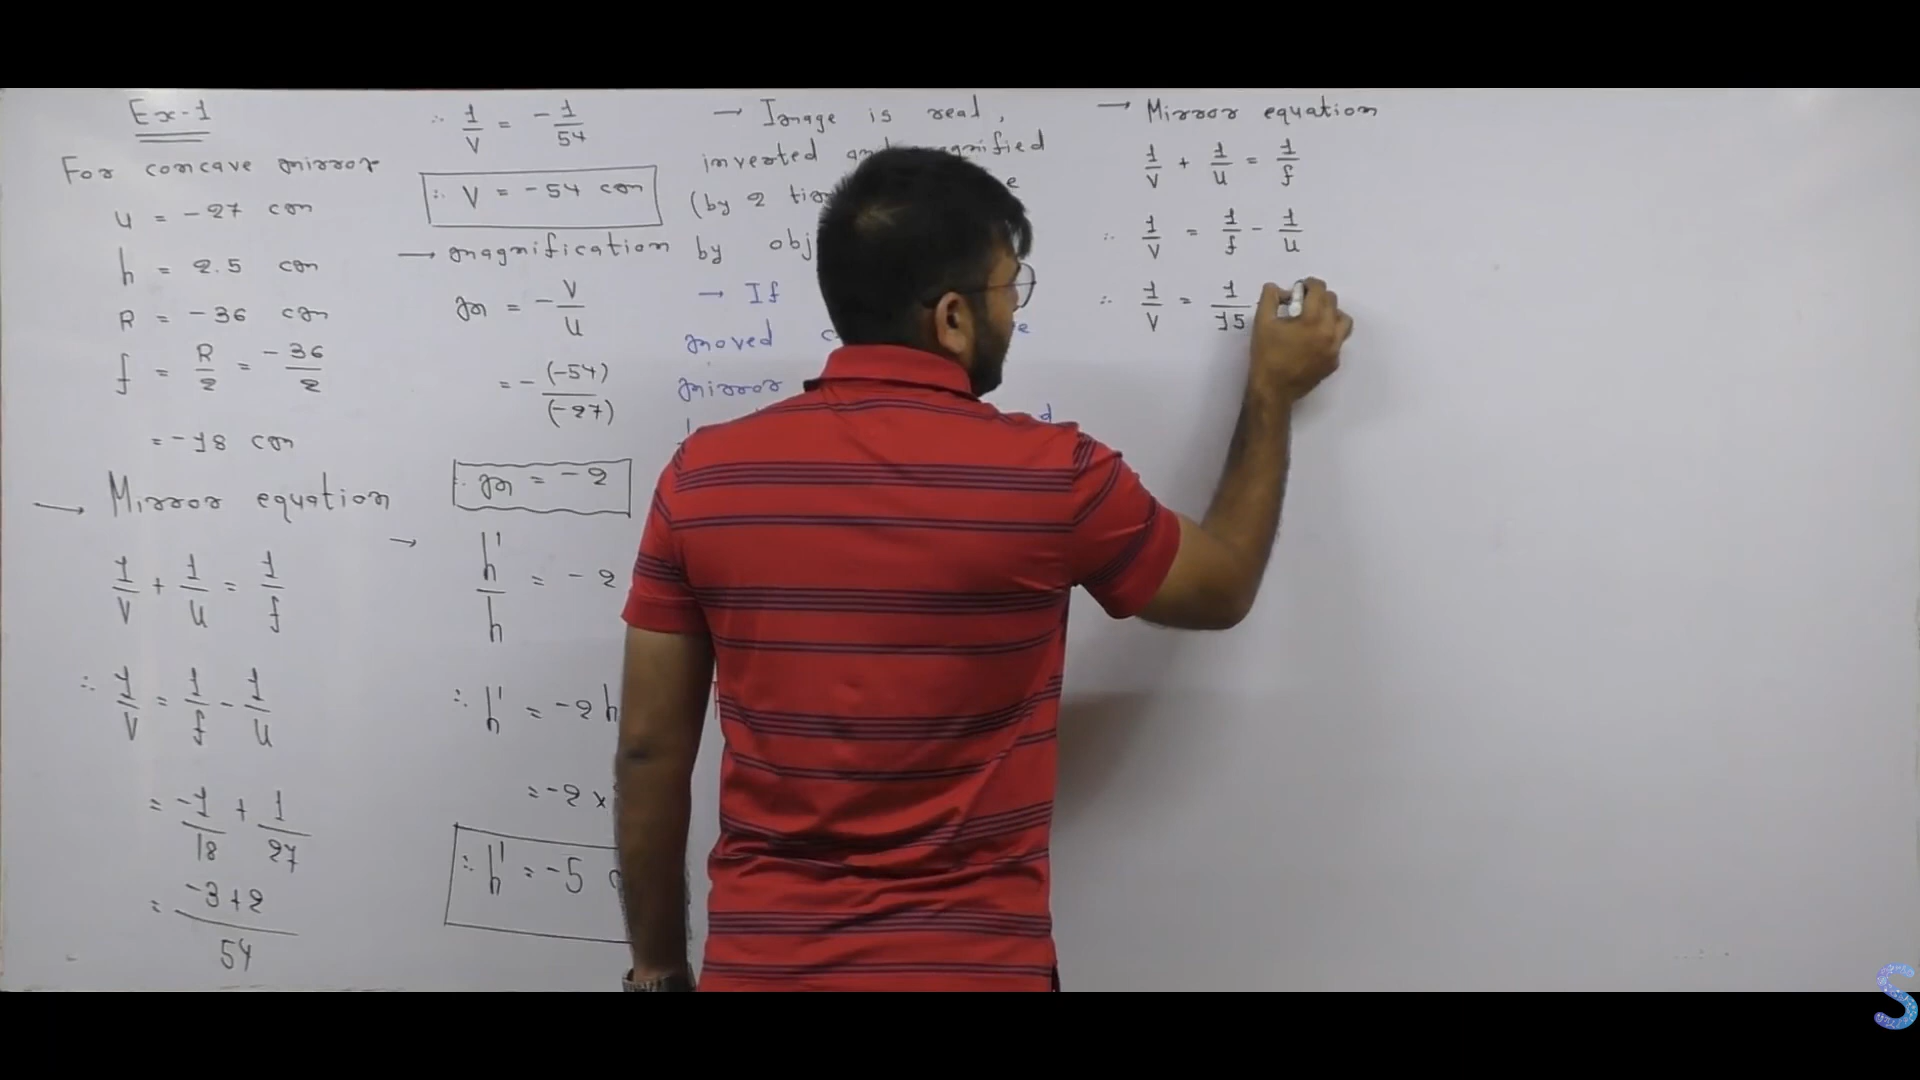 Ex-1
For concave mirror
u = -27 cm
h = 2.5 cm
R = -36 cm
f = R/2 = -36/2
= -18 cm
→ Mirror equation
1/v + 1/u = 1/f
∴ 1/v = 1/f - 1/u
= -1/18 + 1/27
= -3+2/54
∴ 1/v = -1/54
∴ v = -54 cm
→ magnification
m = -v/u
= - (-54)/(-27)
∴ m = -2
→ h'/h = -2
∴ h' = -2h
= -2 ×
∴ h' = -5
→ Image is real,
inverted
(by 2
by obj
→ If
moved
mirror
→ Mirror equation
1/v + 1/u = 1/f
∴ 1/v = 1/f - 1/u
∴ 1/v = 1/15
S